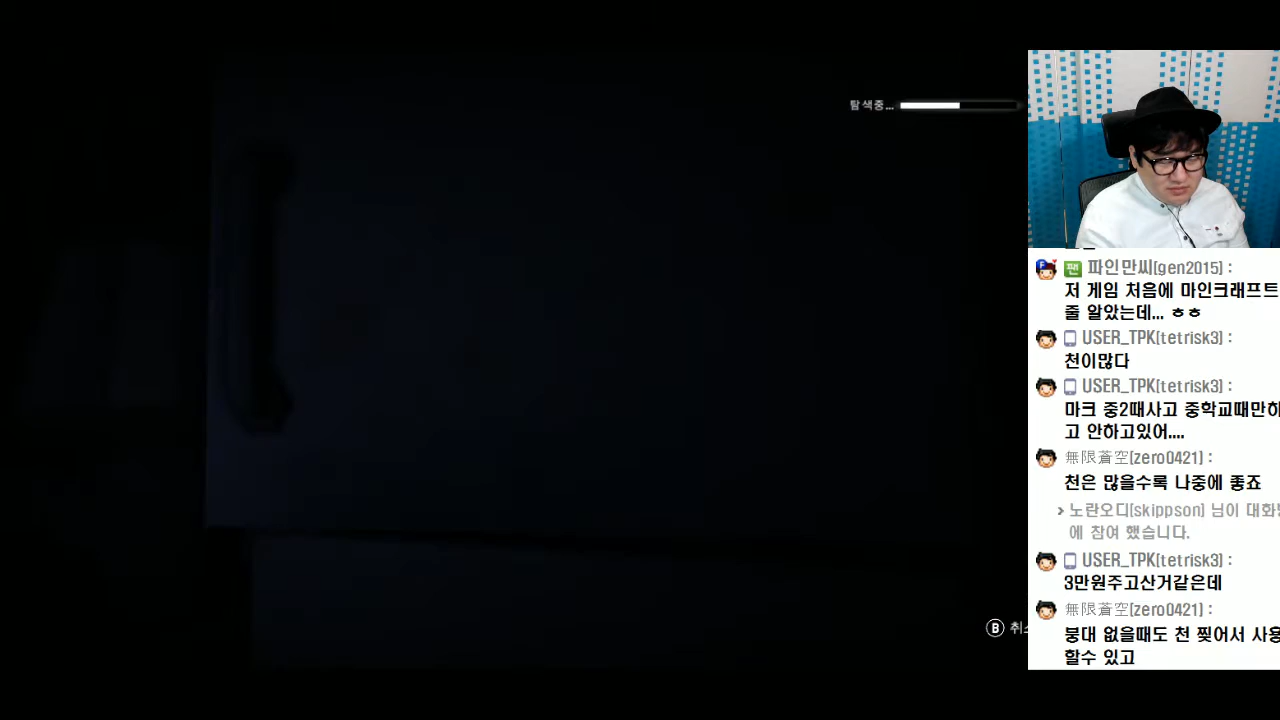 탐색중...
B 취소
팬 파인만씨(gen2015) :
저 게임 처음에 마인크래프트
줄 알았는데... ㅎㅎ
USER_TPK(tetrisk3) :
천이많다
USER_TPK(tetrisk3) :
마크 중2때사고 중학교때만하
고 안하고있어....
無限蒼空(zero0421) :
천은 많을수록 나중에 좋죠
> 노란오디(skippson) 님이 대화방
에 참여 했습니다.
USER_TPK(tetrisk3) :
3만원주고산거같은데
無限蒼空(zero0421) :
붕대 없을때도 천 찢어서 사용
할수 있고